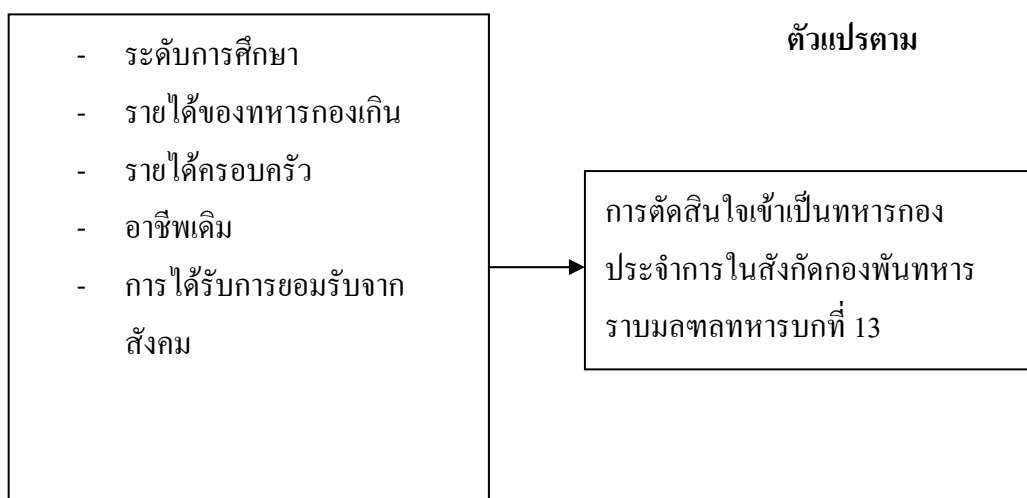 ตัวแปรตาม
- ระดับการศึกษา
- รายได้ของทหารกองเกิน
- รายได้ครอบครัว
- อาชีพเดิม
- การได้รับการยอมรับจาก
สังคม
การตัดสินใจเข้าเป็นทหารกอง
ประจำการในสังกัดกองพันทหาร
ราบมลฑลทหารบกที่ 13